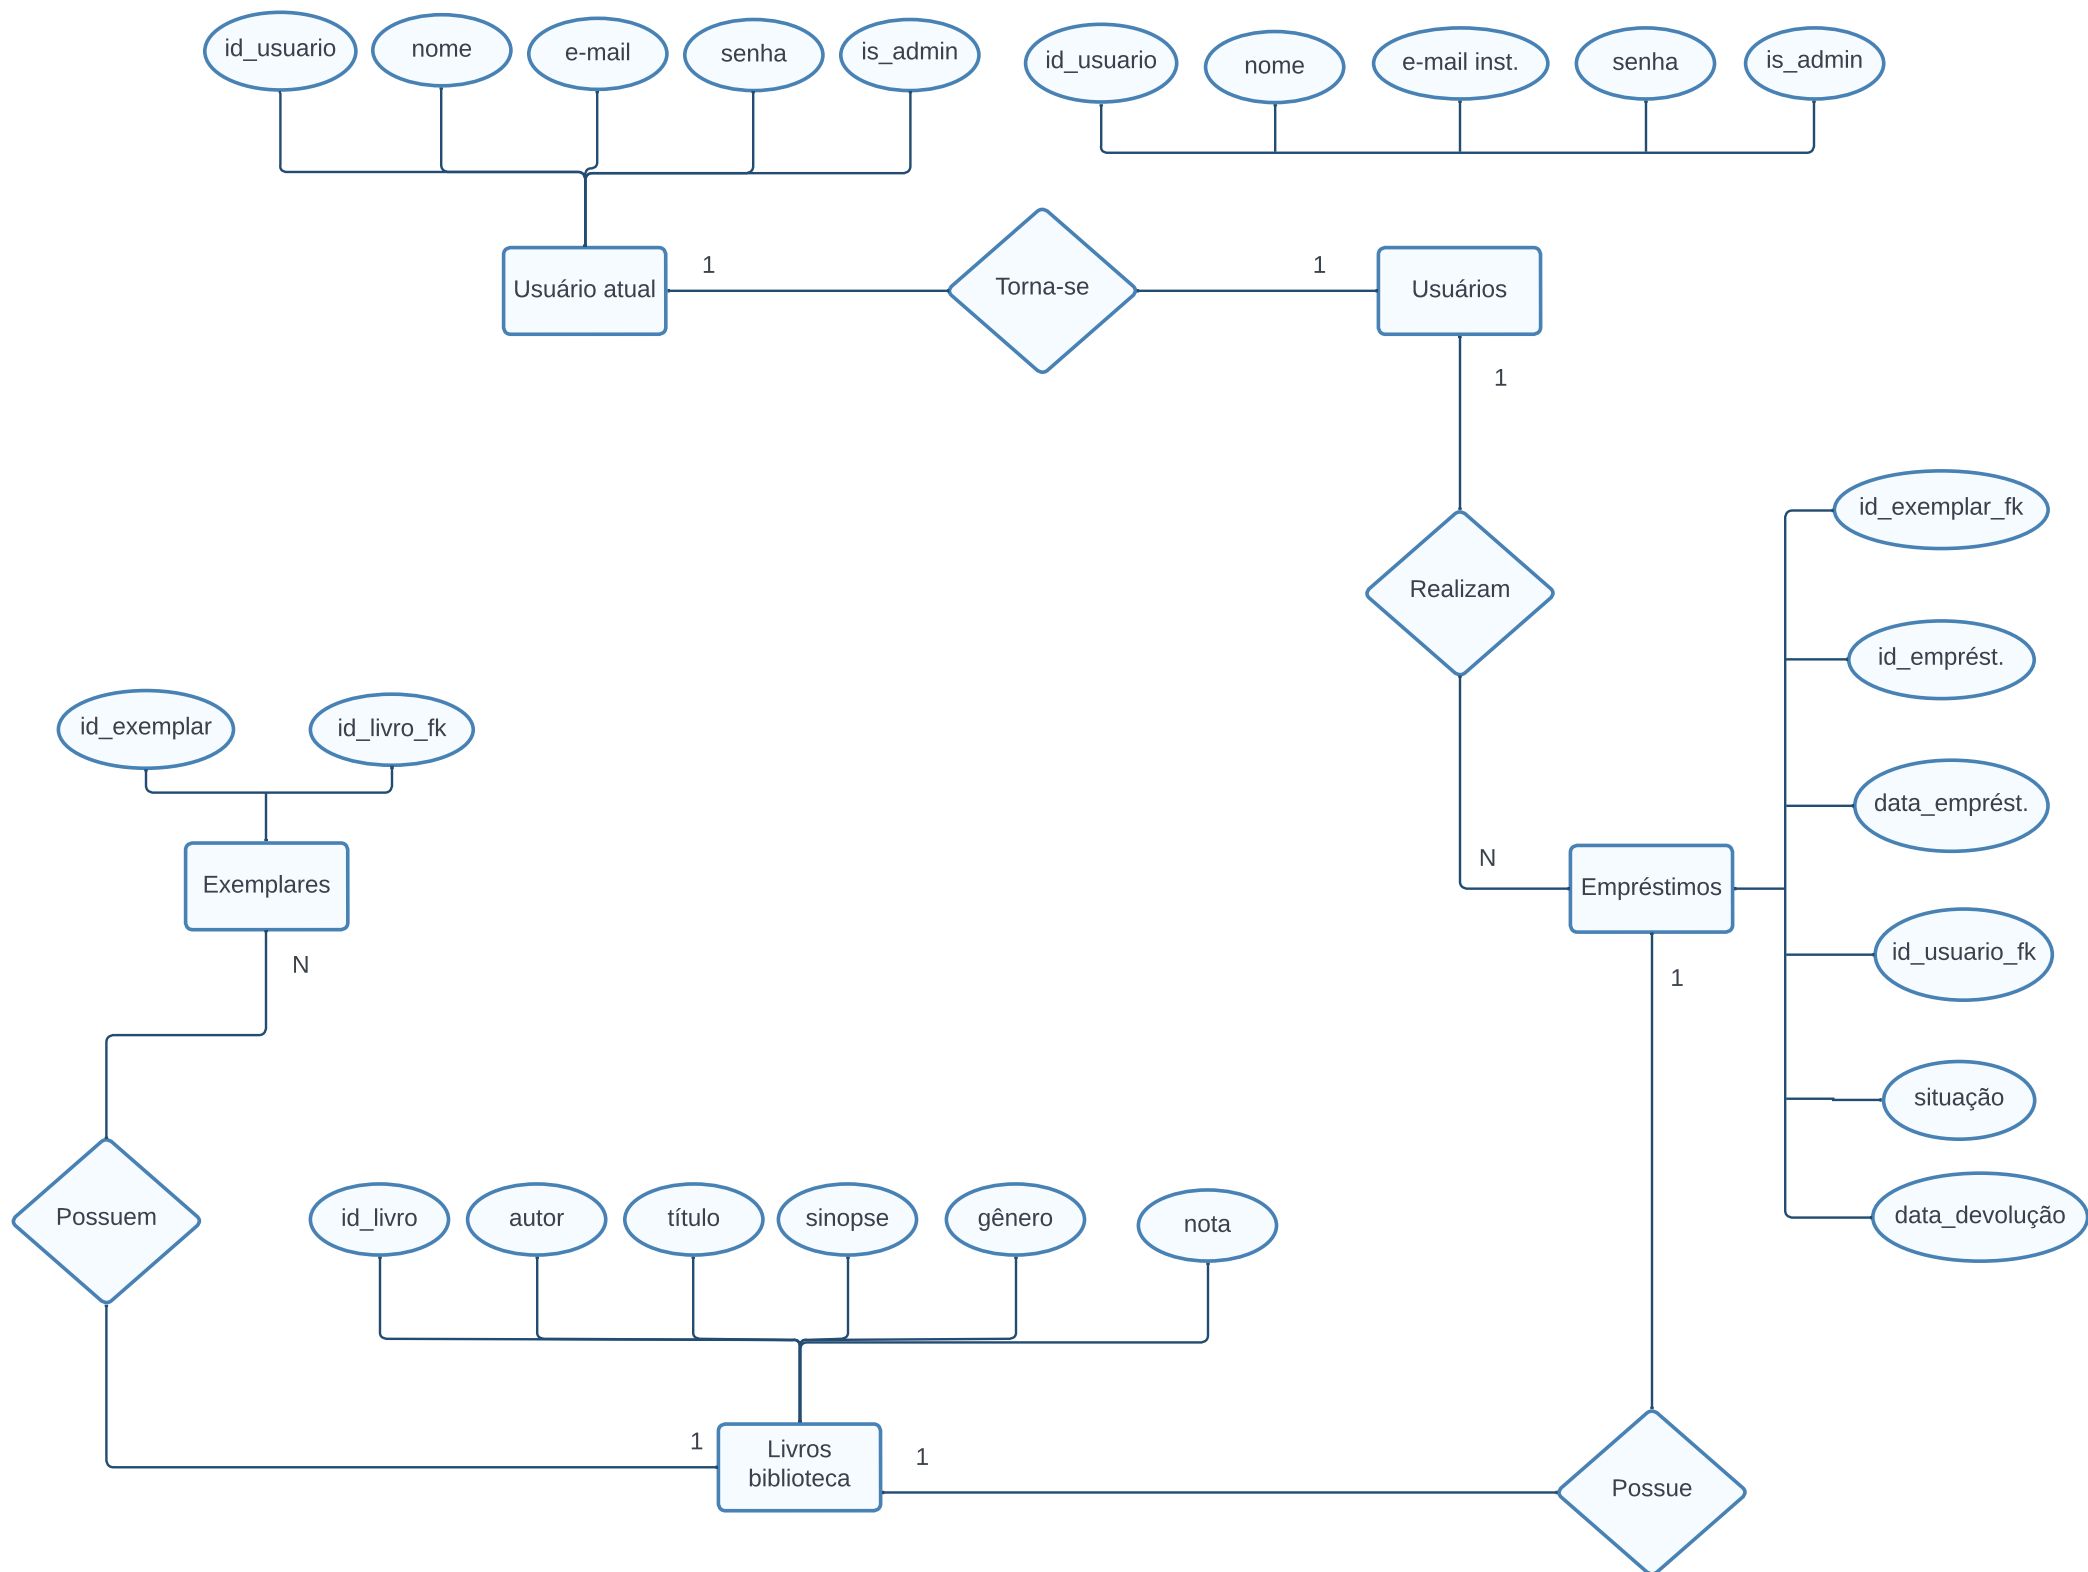 id_usuario
nome
e-mail
senha
is_admin
id_usuario
nome
e-mail inst.
senha
is_admin
Usuário atual
1
Torna-se
1
Usuários
1
Realizam
N
Empréstimos
id_exemplar_fk
id_emprést.
data_emprést.
id_usuario_fk
situação
data_devolução
1
id_exemplar
id_livro_fk
Exemplares
N
Possuem
id_livro
autor
título
sinopse
gênero
nota
1
Livros
biblioteca
1
Possue